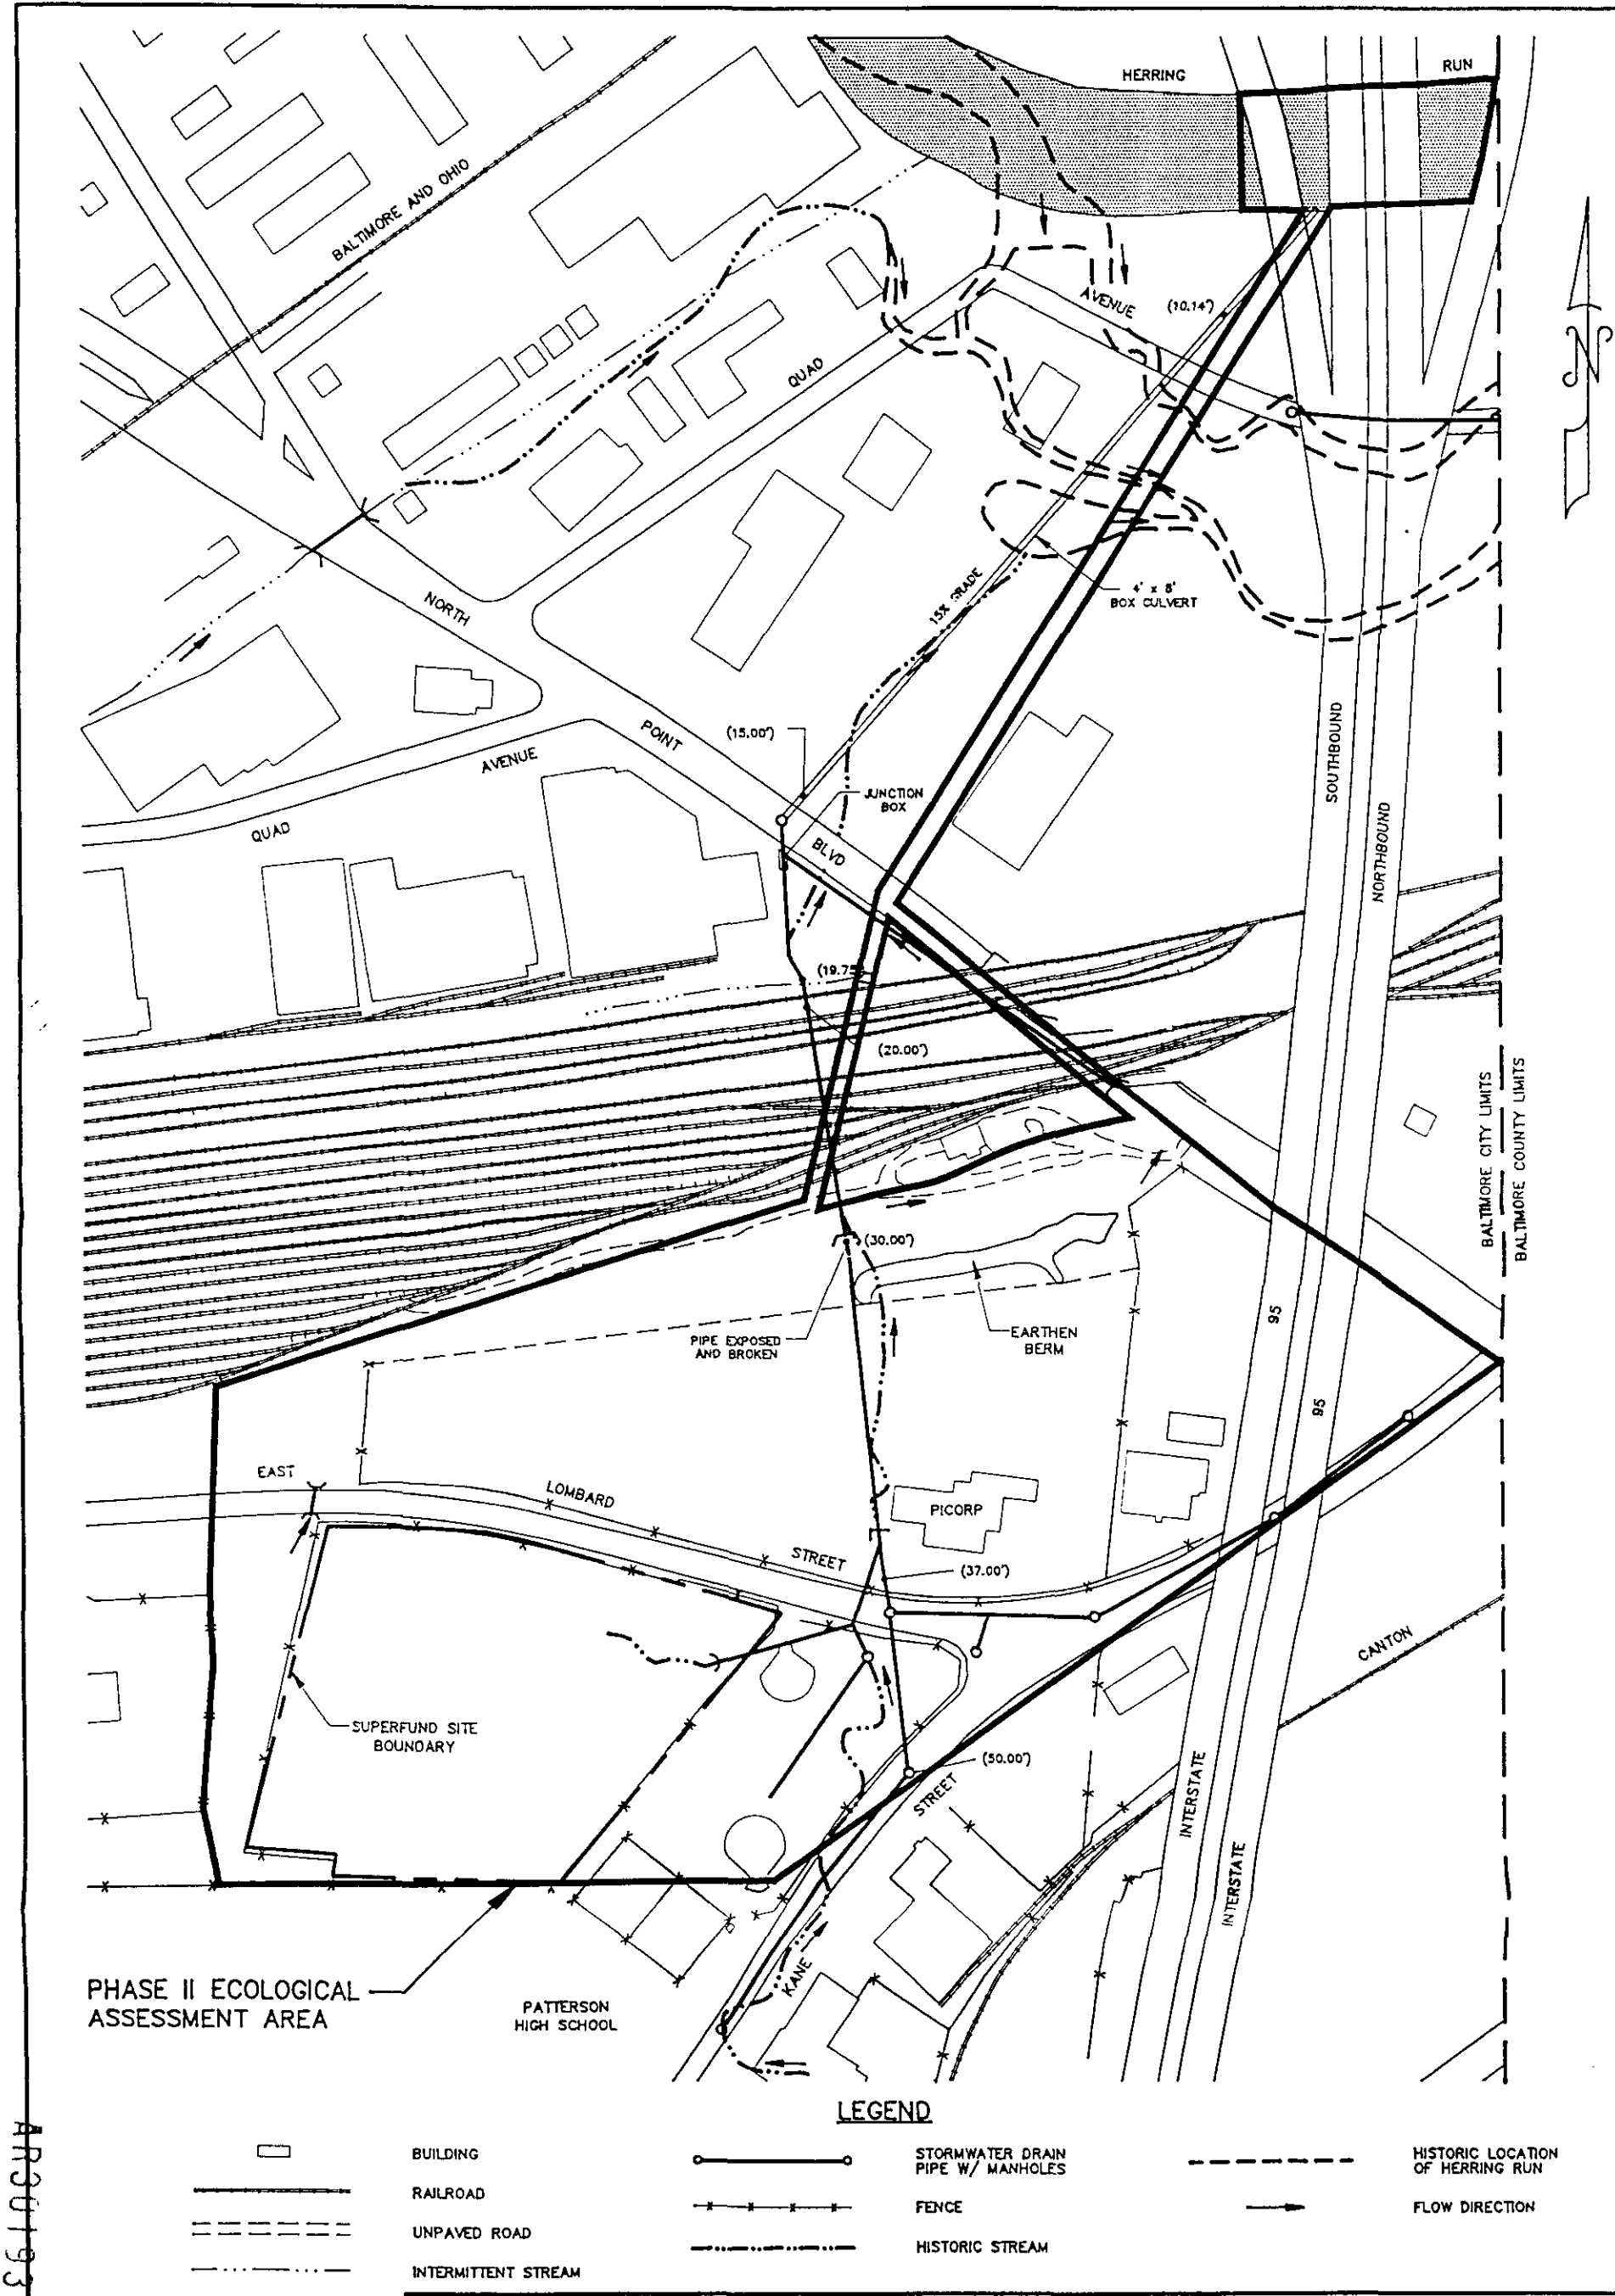 HERRING
RUN
BALTIMORE AND OHIO
AVENUE
(10.14')
QUAD
4' x 8'
BOX CULVERT
15% GRADE
NORTH
POINT
(15.00')
AVENUE
QUAD
JUNCTION
BOX
BLVD
SOUTHBOUND
NORTHBOUND
(19.75
(20.00')
BALTIMORE CITY LIMITS
BALTIMORE COUNTY LIMITS
(30.00')
PIPE EXPOSED
AND BROKEN
EARTHEN
BERM
95
95
EAST
LOMBARD
STREET
PICORP
(37.00')
CANTON
SUPERFUND SITE
BOUNDARY
(50.00')
STREET
INTERSTATE
INTERSTATE
KANE
PHASE II ECOLOGICAL
ASSESSMENT AREA
PATTERSON
HIGH SCHOOL
N
LEGEND
BUILDING
RAILROAD
UNPAVED ROAD
INTERMITTENT STREAM
STORMWATER DRAIN
PIPE W/ MANHOLES
FENCE
HISTORIC STREAM
HISTORIC LOCATION
OF HERRING RUN
FLOW DIRECTION
AR301193